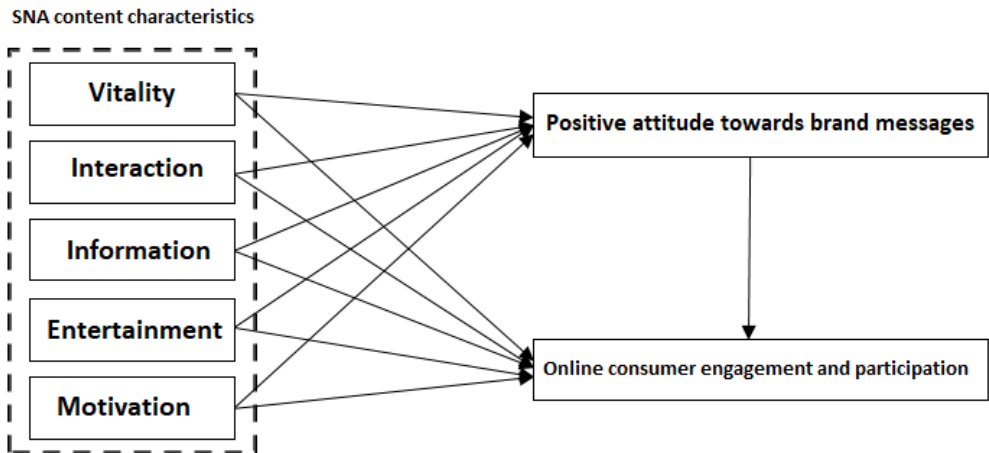 SNA content characteristics
Vitality
Interaction
Information
Entertainment
Motivation
Positive attitude towards brand messages
Online consumer engagement and participation